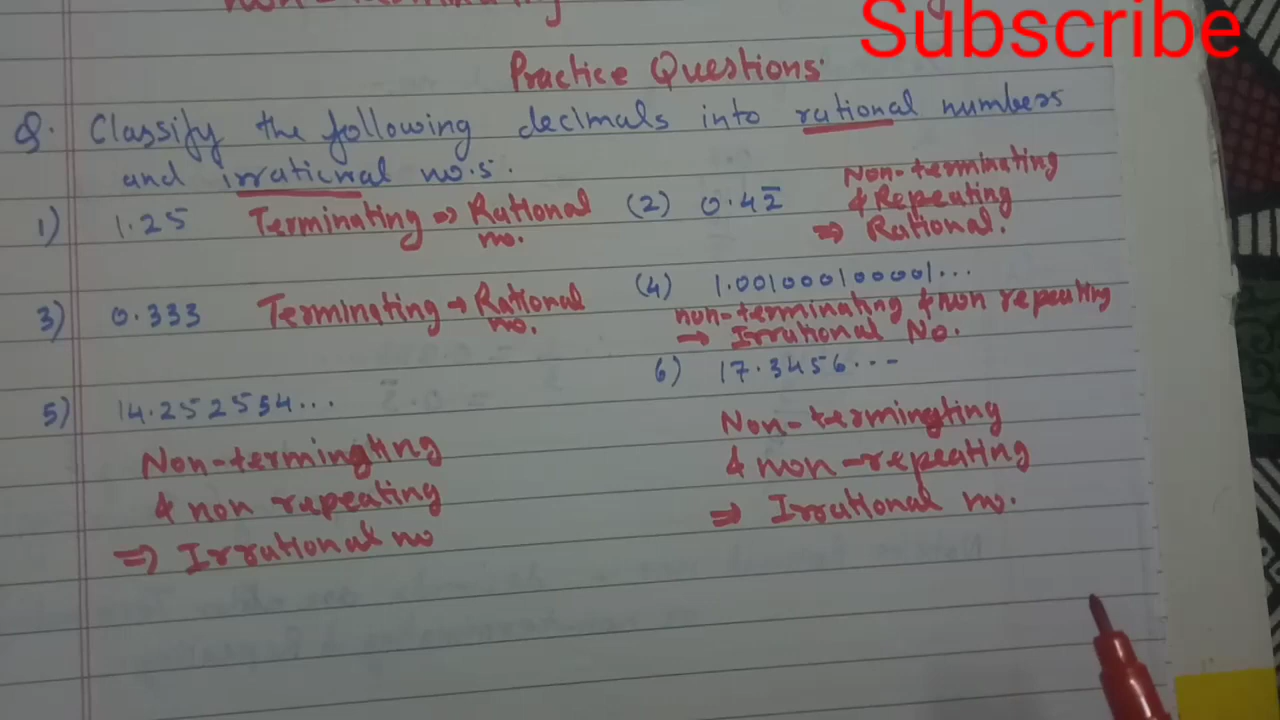 Subscribe
Practice Questions
Q. Classify the following decimals into rational numbers
and irrational no.s.
1) 1.25 Terminating => Rational no.
(2) 0.42̅ Non-terminating & Repeating => Rational.
3) 0.333 Terminating → Rational no.
(4) 1.00100010001...
non-terminating & non repeating
=> Irrational No.
5) 14.252554...
Non-terminating
& non repeating
=> Irrational no
6) 17.3456...
Non-terminating
& non-repeating
=> Irrational no.